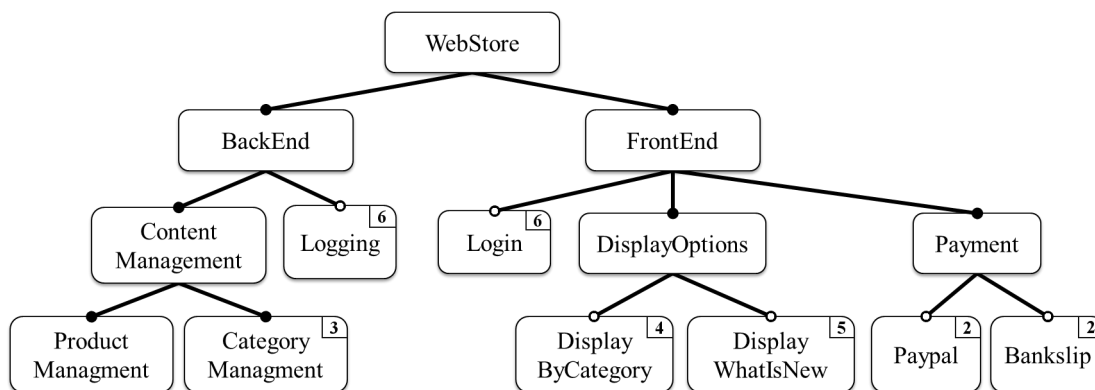 WebStore
BackEnd
FrontEnd
Content
Management
6
Logging
6
Login
DisplayOptions
Payment
Product
Managment
3
Category
Managment
4
Display
ByCategory
5
Display
WhatIsNew
2
Paypal
2
Bankslip